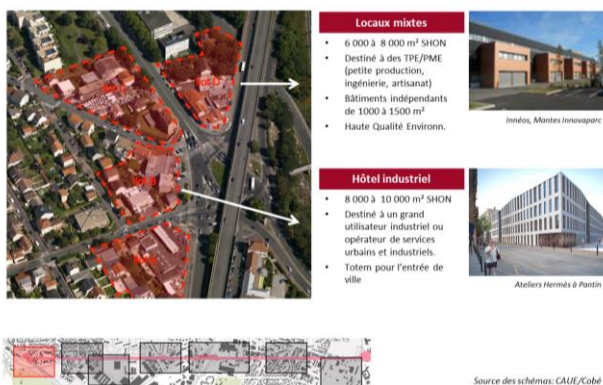 Locaux mixtes
• 6 000 à 8 000 m² SHON
• Destiné à des TPE/PME
(petite production,
ingénierie, artisanat)
• Bâtiments indépendants
de 1000 à 1500 m²
• Haute Qualité Environn.
Innéos, Mantes Innovaparc
Hôtel industriel
• 8 000 à 10 000 m² SHON
• Destiné à un grand
utilisateur industriel ou
opérateur de services
urbains et industriels.
• Totem pour l'entrée de
ville
Ateliers Hermès à Pantin
Source des schémas: CAUE/Cobé